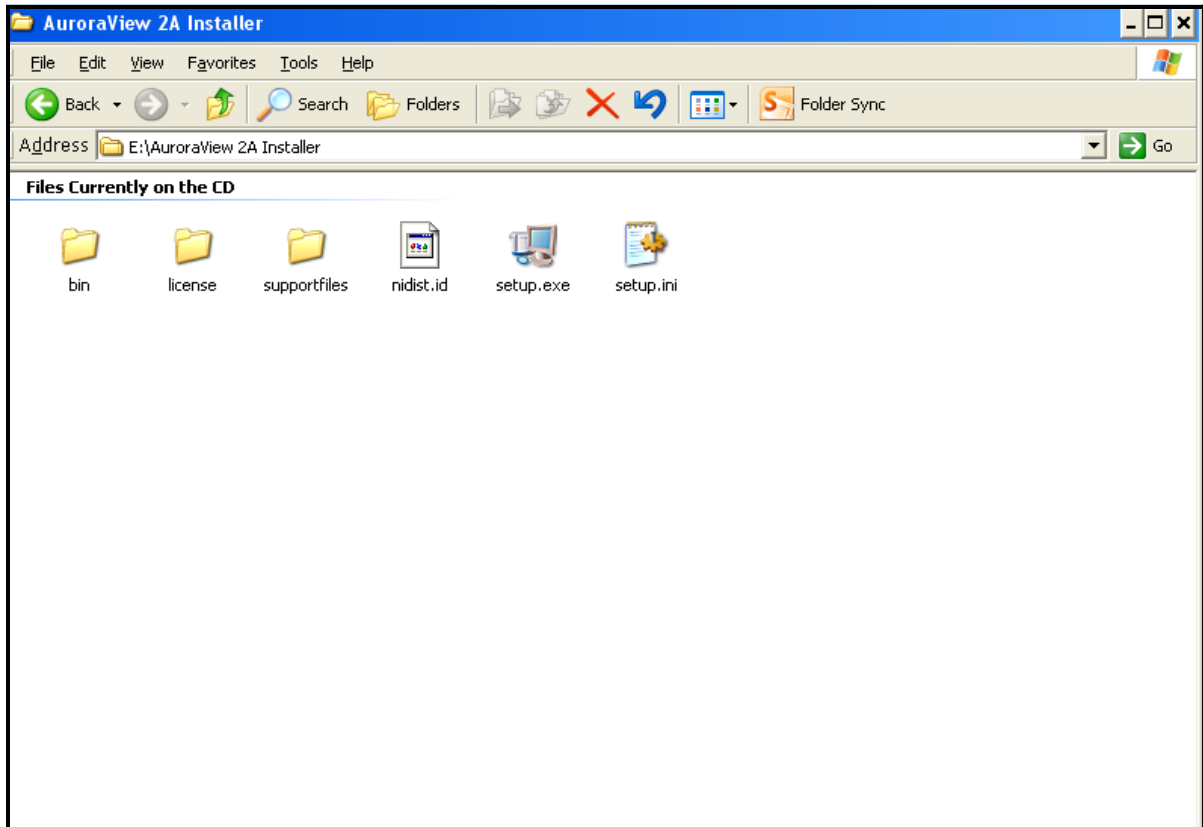 AuroraView 2A Installer
File Edit View Favorites Tools Help
Back Search Folders Folder Sync
Address E:\AuroraView 2A Installer Go
Files Currently on the CD
bin license supportfiles nidist.id setup.exe setup.ini